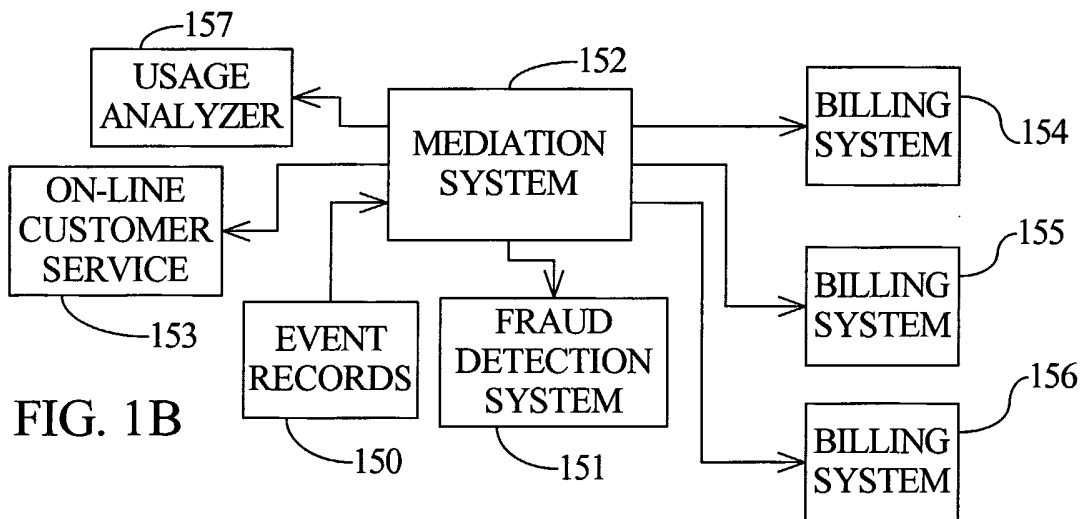 157
USAGE
ANALYZER
152
MEDIATION
SYSTEM
BILLING
SYSTEM
154
ON-LINE
CUSTOMER
SERVICE
153
EVENT
RECORDS
150
FRAUD
DETECTION
SYSTEM
151
155
BILLING
SYSTEM
156
BILLING
SYSTEM
FIG. 1B